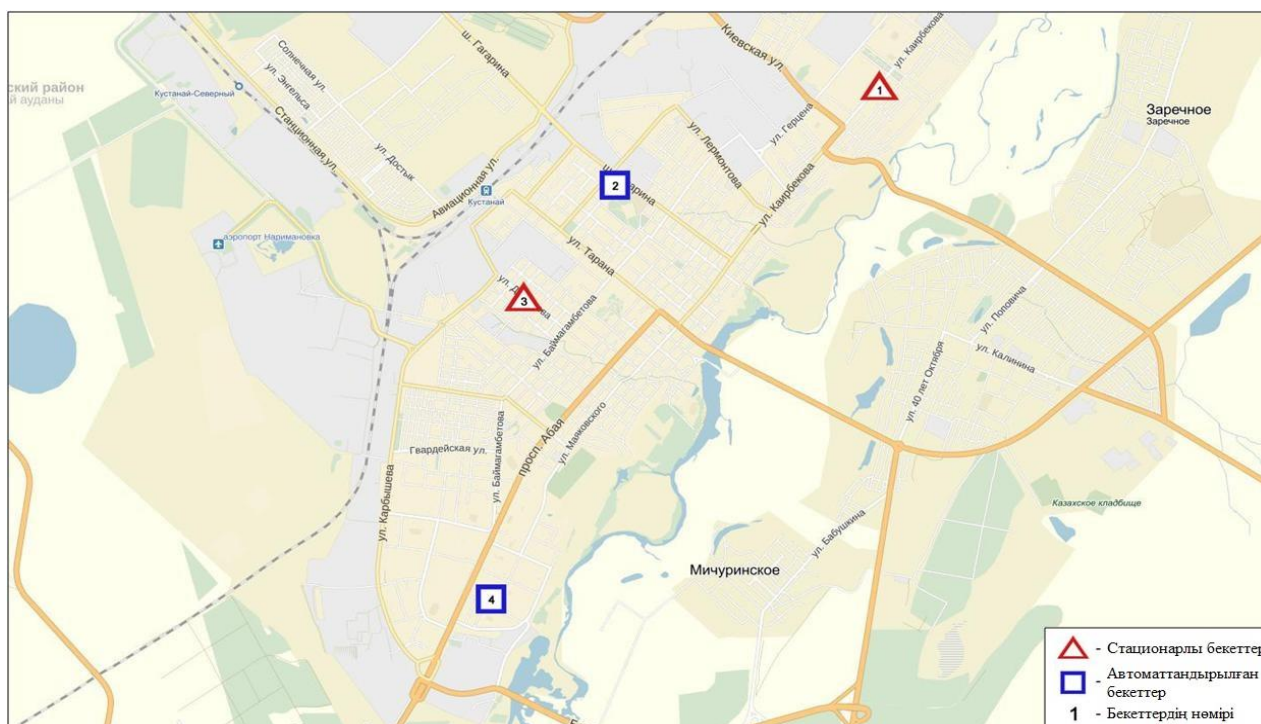 ский район
й ауданы
Кустанай-Северный
Солнечная ул.
ул. Энгельса
Станционная ул.
ул. Достык
ш. Гагарина
Авиационная ул.
Кустанай
аэропорт Наримановка
Киевская ул.
ул. Каирбекова
1
ул. Герцена
ул. Лермонтова
2
ул. Каирбекова
Заречное
Заречное
ул. Тарана
3
ул. Баймагамбетова
ул. Поповича
ул. Калинина
ул. 40 лет Октября
Гвардейская ул.
ул. Баймагамбетова
просп. Абая
ул. Маяковского
ул. Карбышева
Казахское кладбище
ул. Бабушкина
Мичуринское
4
- Стационарлы бекеттер
- Автоматтандырылған
бекеттер
1 - Бекеттердің нөмірі